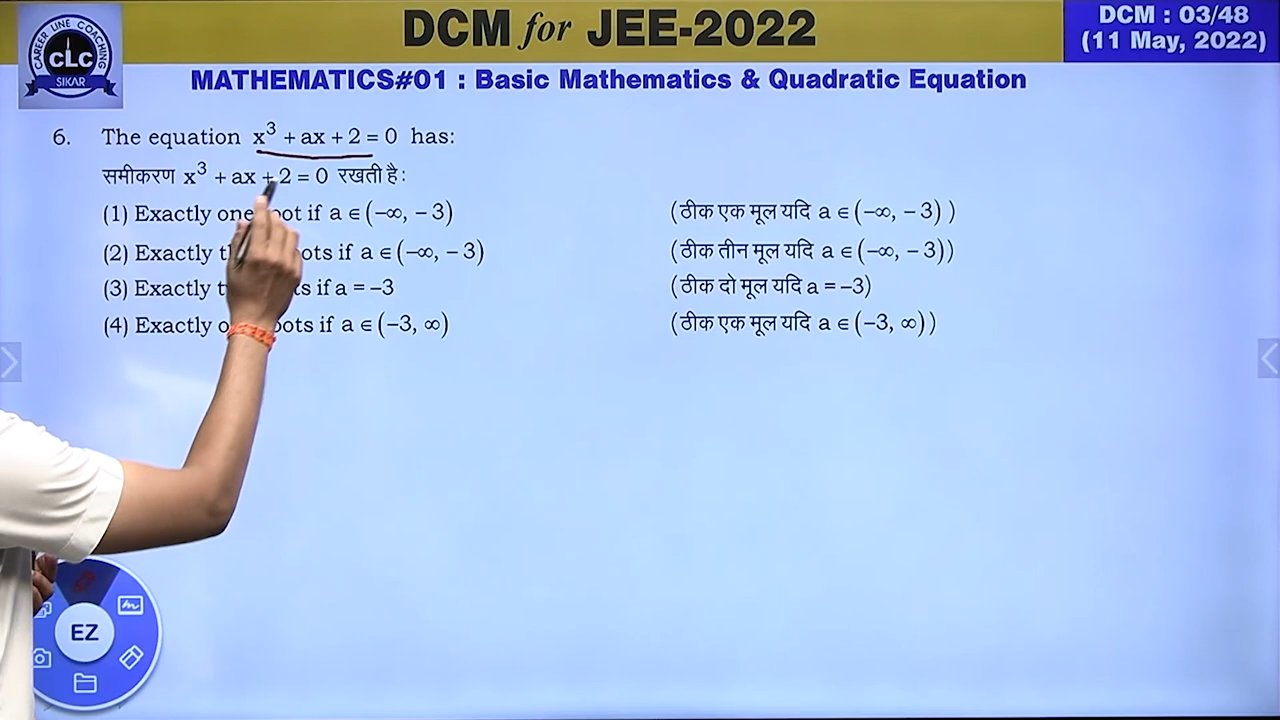 DCM for JEE-2022
DCM : 03/48
(11 May, 2022)
CAREER LINE COACHING
CLC
SIKAR
MATHEMATICS#01 : Basic Mathematics & Quadratic Equation
6. The equation x³ + ax + 2 = 0 has:
समीकरण x³ + ax + 2 = 0 रखती है :
(1) Exactly one if a ∈ (−∞, − 3) (ठीक एक मूल यदि a ∈ (−∞, − 3) )
(2) Exactly if a ∈ (−∞, − 3) (ठीक तीन मूल यदि a ∈ (−∞, − 3))
(3) Exactly if a = −3 (ठीक दो मूल यदि a = −3)
(4) Exactly if a ∈ (−3, ∞) (ठीक एक मूल यदि a ∈ (−3, ∞) )
EZ